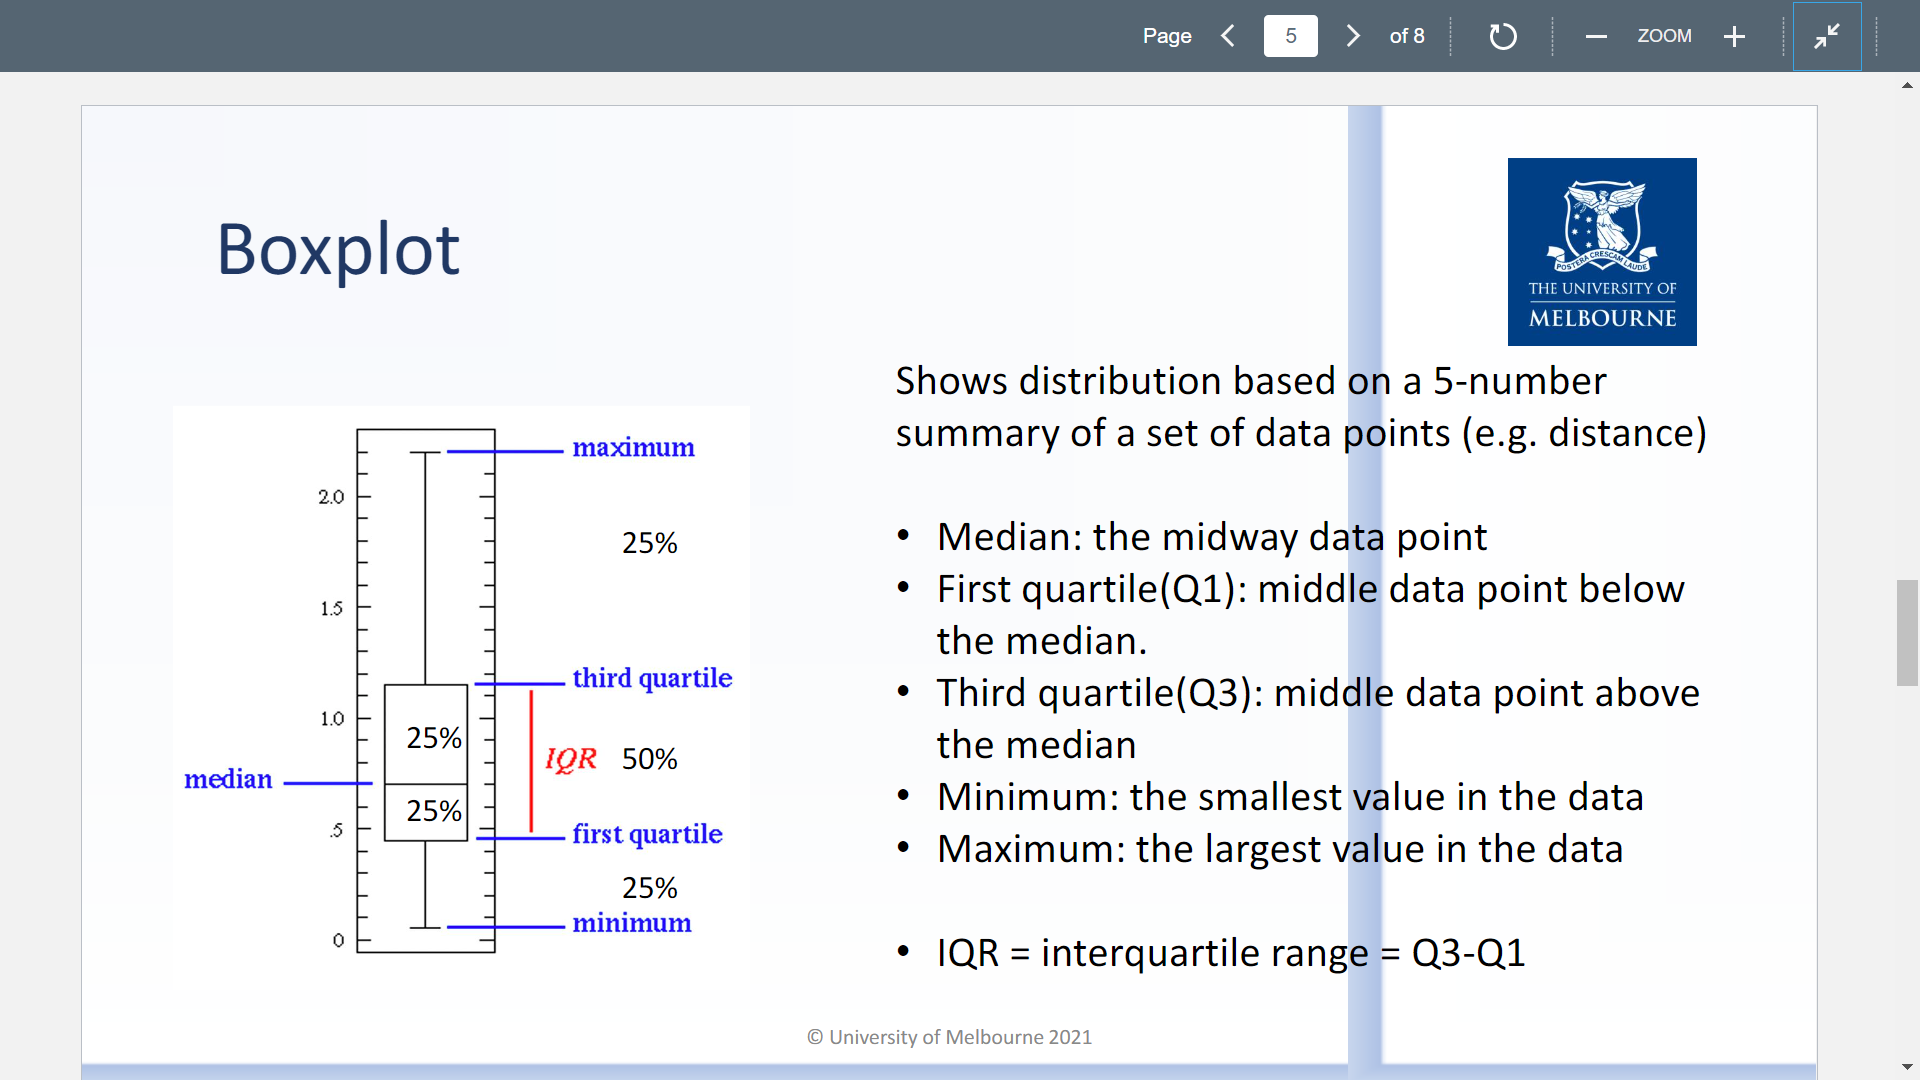 Page 5 of 8 ZOOM
Boxplot
POSTERA CRESCAM LAUDE
THE UNIVERSITY OF
MELBOURNE
maximum
2.0
25%
1.5
third quartile
1.0
25%
IQR 50%
median
25%
.5
first quartile
25%
minimum
0
Shows distribution based on a 5-number
summary of a set of data points (e.g. distance)
• Median: the midway data point
• First quartile(Q1): middle data point below
the median.
• Third quartile(Q3): middle data point above
the median
• Minimum: the smallest value in the data
• Maximum: the largest value in the data
• IQR = interquartile range = Q3-Q1
© University of Melbourne 2021